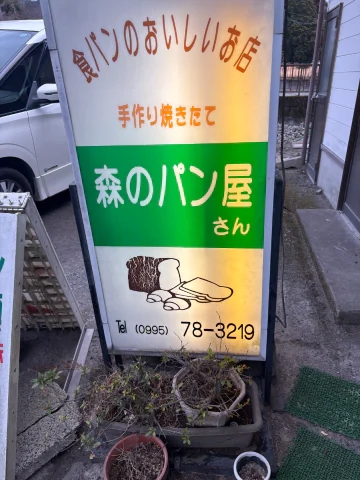 食パンのおいしいお店
手作り焼きたて
森のパン屋
さん
Tel (0995) 78-3219